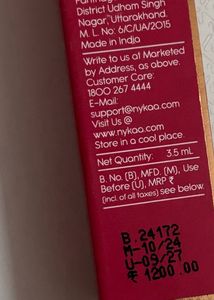 District Udham Singh
Nagar, Uttarakhand.
M. L. No: 6/C/UA/2015
Made in India
Write to us at Marketed
by Address, as above.
Customer Care:
1800 267 4444
E-Mail:
support@nykaa.com
Visit Us @
www.nykaa.com
Store in a cool place.
Net Quantity: 3.5 mL
B. No. (B), MFD. (M), Use
Before (U), MRP ₹
(incl. of all taxes) see below.
B.24172
M-10/24
U-09/27
₹ 1200.00